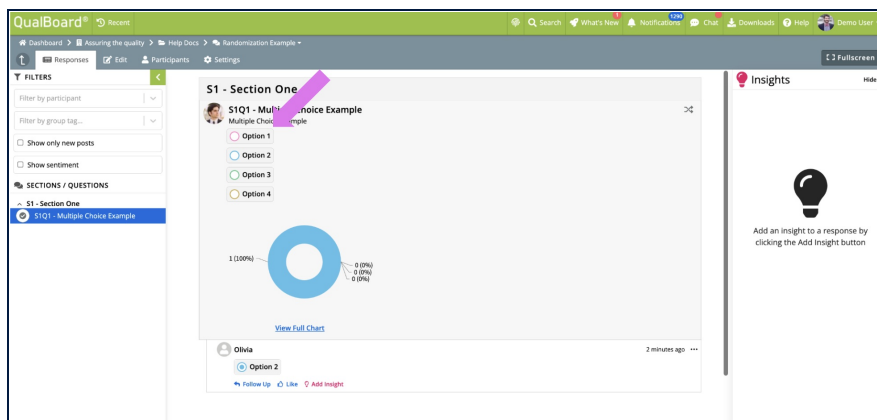 QualBoard® Recent
Search What's New 1 Notifications 1290 Chat Downloads Help Demo User
Dashboard > Assuring the quality > Help Docs > Randomization Example
Responses Edit Participants Settings Fullscreen
FILTERS
Filter by participant
Filter by group tag...
Show only new posts
Show sentiment
SECTIONS / QUESTIONS
S1 - Section One
S1Q1 - Multiple Choice Example
S1 - Section One
S1Q1 - Mul hoice Example
Multiple Choi mple
Option 1
Option 2
Option 3
Option 4
1 (100%)
0 (0%)
0 (0%)
0 (0%)
View Full Chart
Olivia 2 minutes ago
Option 2
Follow Up Like Add Insight
Insights Hide
Add an insight to a response by
clicking the Add Insight button